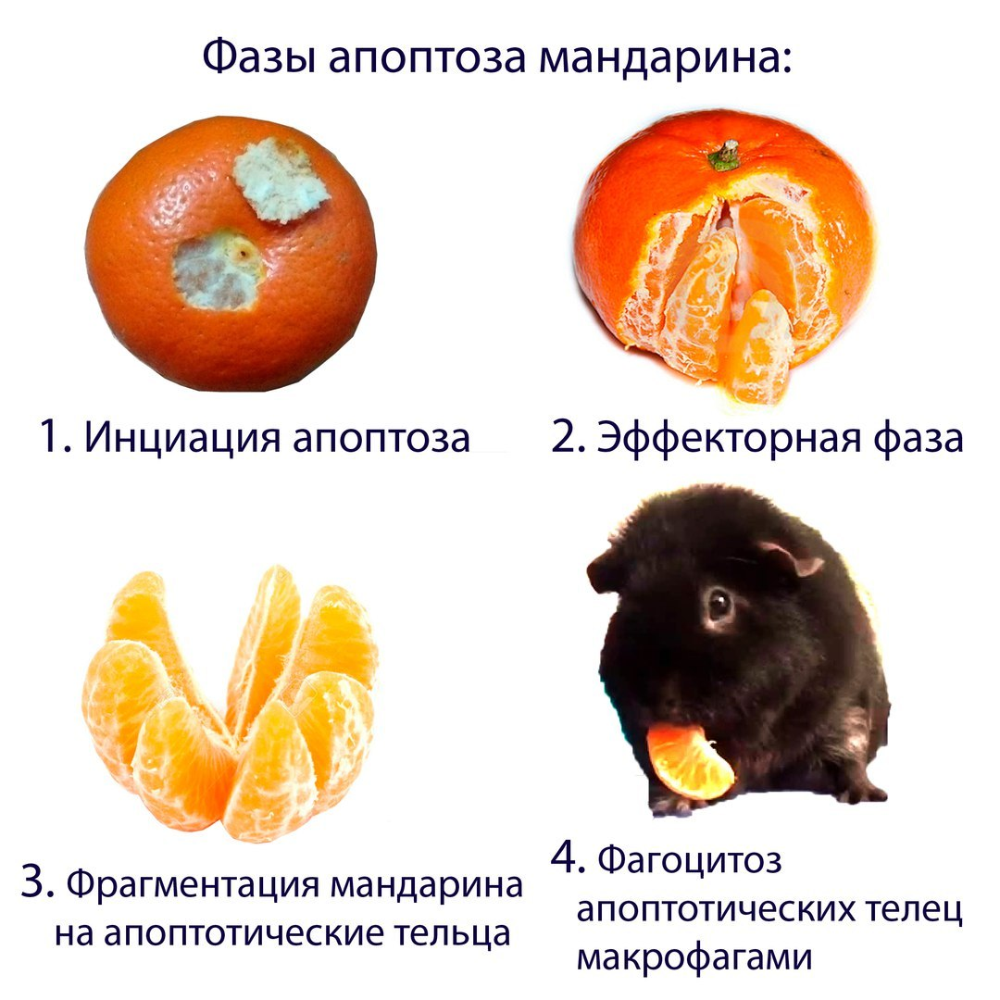 Фазы апоптоза мандарина:
1. Инциация апоптоза
2. Эффекторная фаза
3. Фрагментация мандарина
на апоптотические тельца
4. Фагоцитоз
апоптотических телец
макрофагами